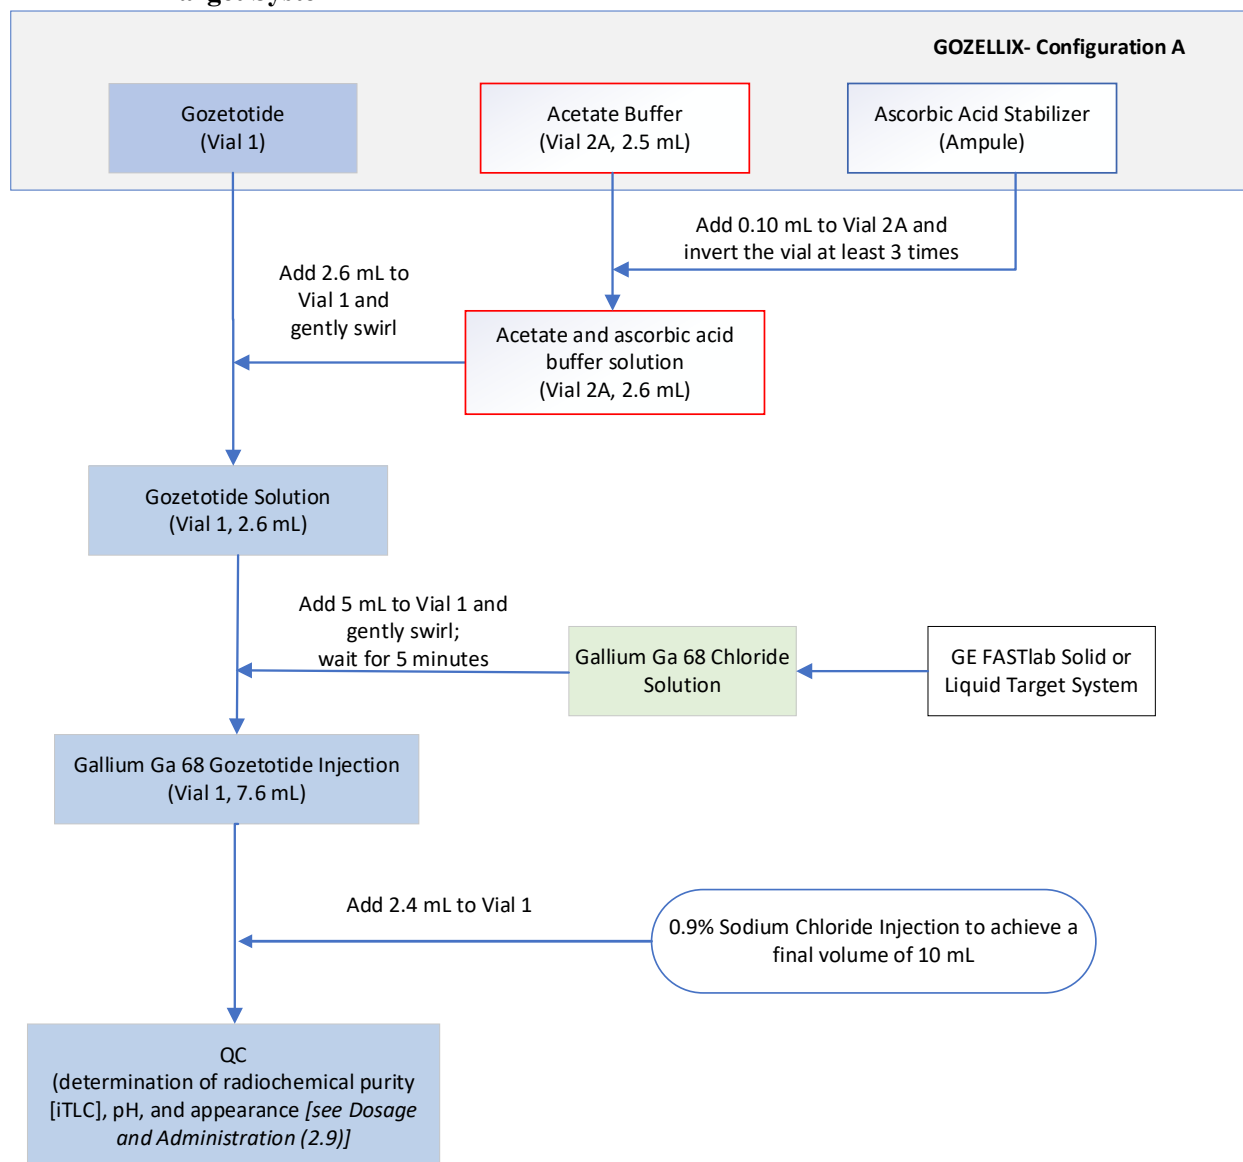 GOZELLIX- Configuration A
Gozetotide
(Vial 1)
Acetate Buffer
(Vial 2A, 2.5 mL)
Ascorbic Acid Stabilizer
(Ampule)
Add 0.10 mL to Vial 2A and
invert the vial at least 3 times
Add 2.6 mL to
Vial 1 and
gently swirl
Acetate and ascorbic acid
buffer solution
(Vial 2A, 2.6 mL)
Gozetotide Solution
(Vial 1, 2.6 mL)
Add 5 mL to Vial 1 and
gently swirl;
wait for 5 minutes
Gallium Ga 68 Chloride
Solution
GE FASTlab Solid or
Liquid Target System
Gallium Ga 68 Gozetotide Injection
(Vial 1, 7.6 mL)
Add 2.4 mL to Vial 1
0.9% Sodium Chloride Injection to achieve a
final volume of 10 mL
QC
(determination of radiochemical purity
[iTLC], pH, and appearance [see Dosage
and Administration (2.9)]